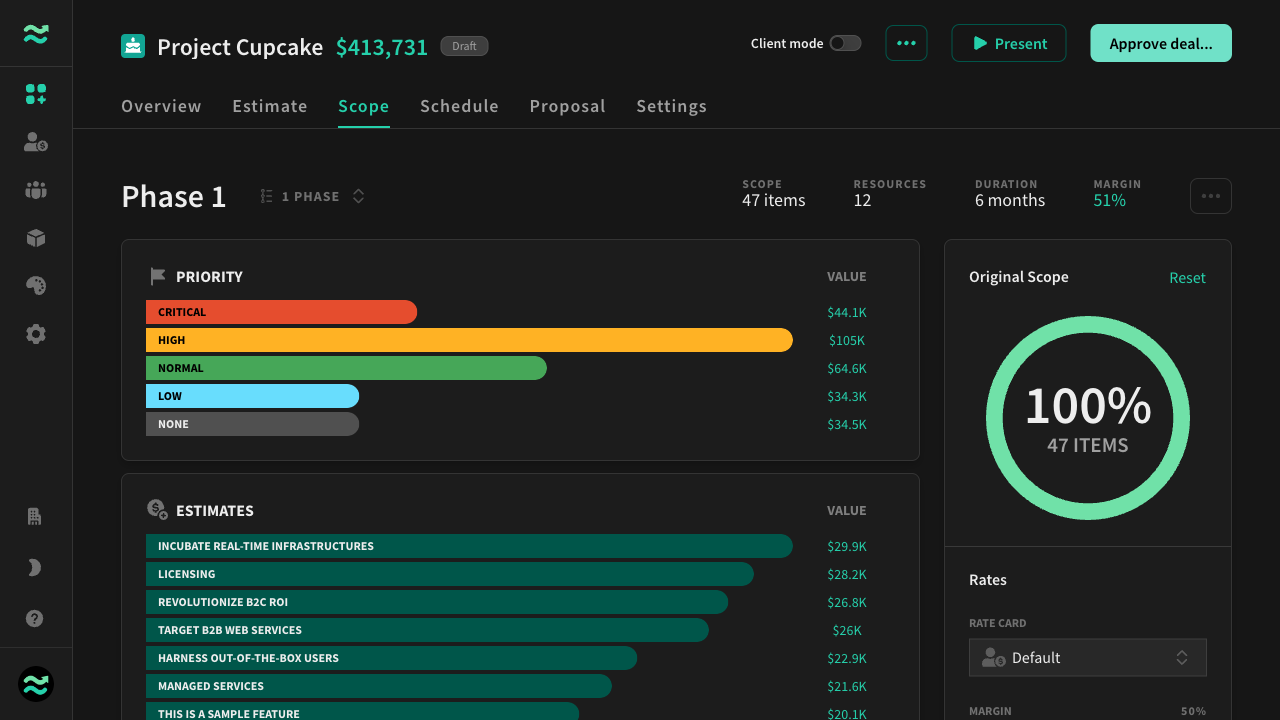 Project Cupcake $413,731 Draft
Client mode
Present
Approve deal...
Overview Estimate Scope Schedule Proposal Settings
Phase 1
1 PHASE
SCOPE
47 items
RESOURCES
12
DURATION
6 months
MARGIN
51%
PRIORITY VALUE
CRITICAL $44.1K
HIGH $105K
NORMAL $64.6K
LOW $34.3K
NONE $34.5K
ESTIMATES VALUE
INCUBATE REAL-TIME INFRASTRUCTURES $29.9K
LICENSING $28.2K
REVOLUTIONIZE B2C ROI $26.8K
TARGET B2B WEB SERVICES $26K
HARNESS OUT-OF-THE-BOX USERS $22.9K
MANAGED SERVICES $21.6K
THIS IS A SAMPLE FEATURE $20.1K
Original Scope Reset
100%
47 ITEMS
Rates
RATE CARD
Default
MARGIN 50%